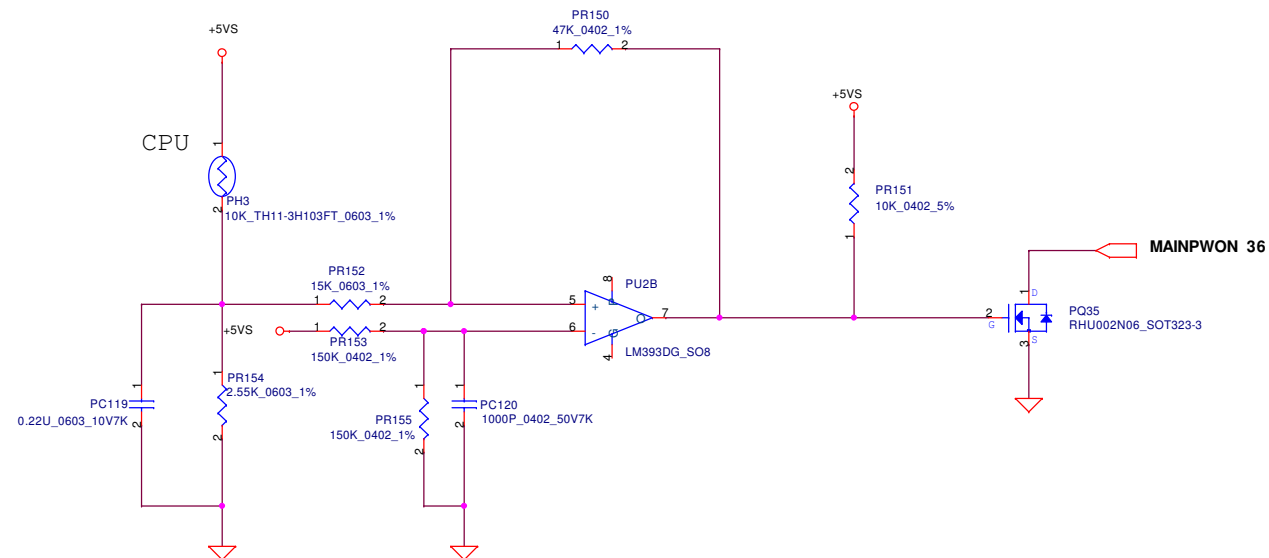 PR150
47K_0402_1%
1
2
+5VS
+5VS
CPU
1
PH3
2
10K_TH11-3H103FT_0603_1%
2
PR151
10K_0402_5%
1
MAINPWON 36
PR152
15K_0603_1%
1
2
8
PU2B
P
5
+
O
7
6
-
G
4
LM393DG_SO8
+5VS
1
2
PR153
150K_0402_1%
1
D
2
G
3
S
PQ35
RHU002N06_SOT323-3
1
PC119
2
0.22U_0603_10V7K
1
PR154
2.55K_0603_1%
2
1
PR155
150K_0402_1%
2
1
PC120
1000P_0402_50V7K
2